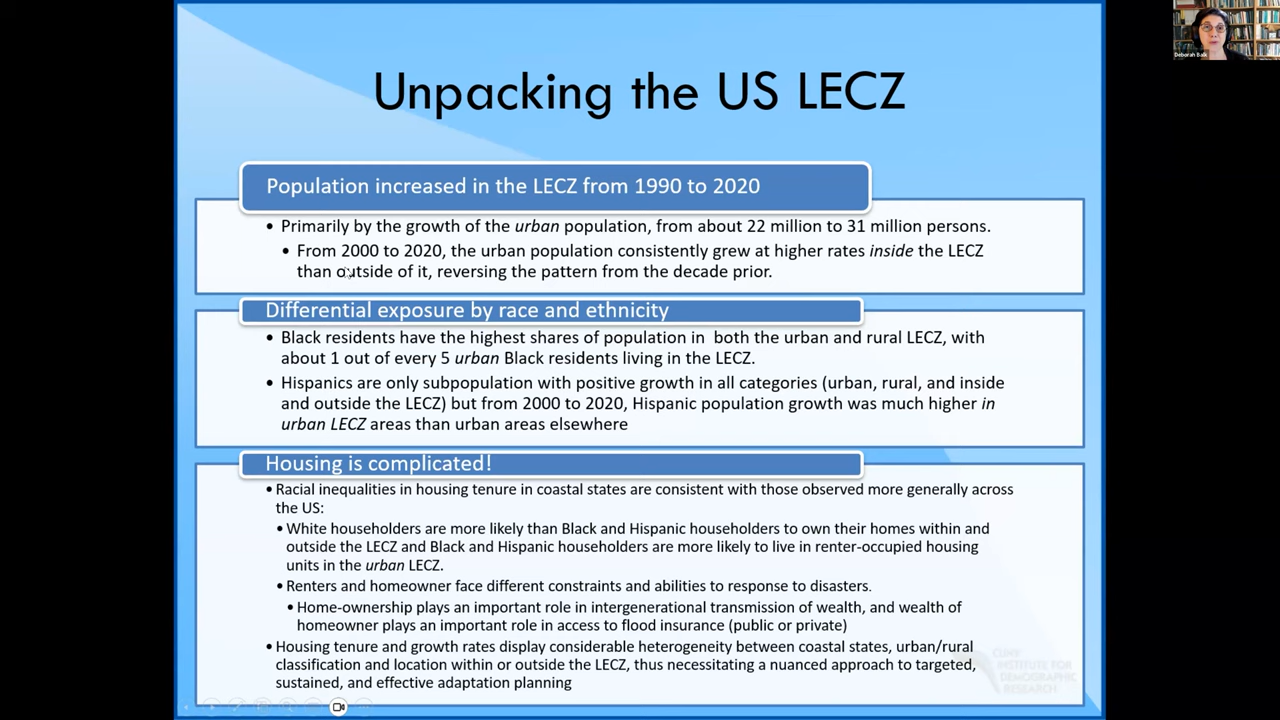 Unpacking the US LECZ
Deborah Balk
Population increased in the LECZ from 1990 to 2020
• Primarily by the growth of the urban population, from about 22 million to 31 million persons.
• From 2000 to 2020, the urban population consistently grew at higher rates inside the LECZ
than outside of it, reversing the pattern from the decade prior.
Differential exposure by race and ethnicity
• Black residents have the highest shares of population in both the urban and rural LECZ, with
about 1 out of every 5 urban Black residents living in the LECZ.
• Hispanics are only subpopulation with positive growth in all categories (urban, rural, and inside
and outside the LECZ) but from 2000 to 2020, Hispanic population growth was much higher in
urban LECZ areas than urban areas elsewhere
Housing is complicated!
• Racial inequalities in housing tenure in coastal states are consistent with those observed more generally across
the US:
• White householders are more likely than Black and Hispanic householders to own their homes within and
outside the LECZ and Black and Hispanic householders are more likely to live in renter-occupied housing
units in the urban LECZ.
• Renters and homeowner face different constraints and abilities to response to disasters.
• Home-ownership plays an important role in intergenerational transmission of wealth, and wealth of
homeowner plays an important role in access to flood insurance (public or private)
• Housing tenure and growth rates display considerable heterogeneity between coastal states, urban/rural
classification and location within or outside the LECZ, thus necessitating a nuanced approach to targeted,
sustained, and effective adaptation planning
CUNY
INSTITUTE FOR
DEMOGRAPHIC
RESEARCH